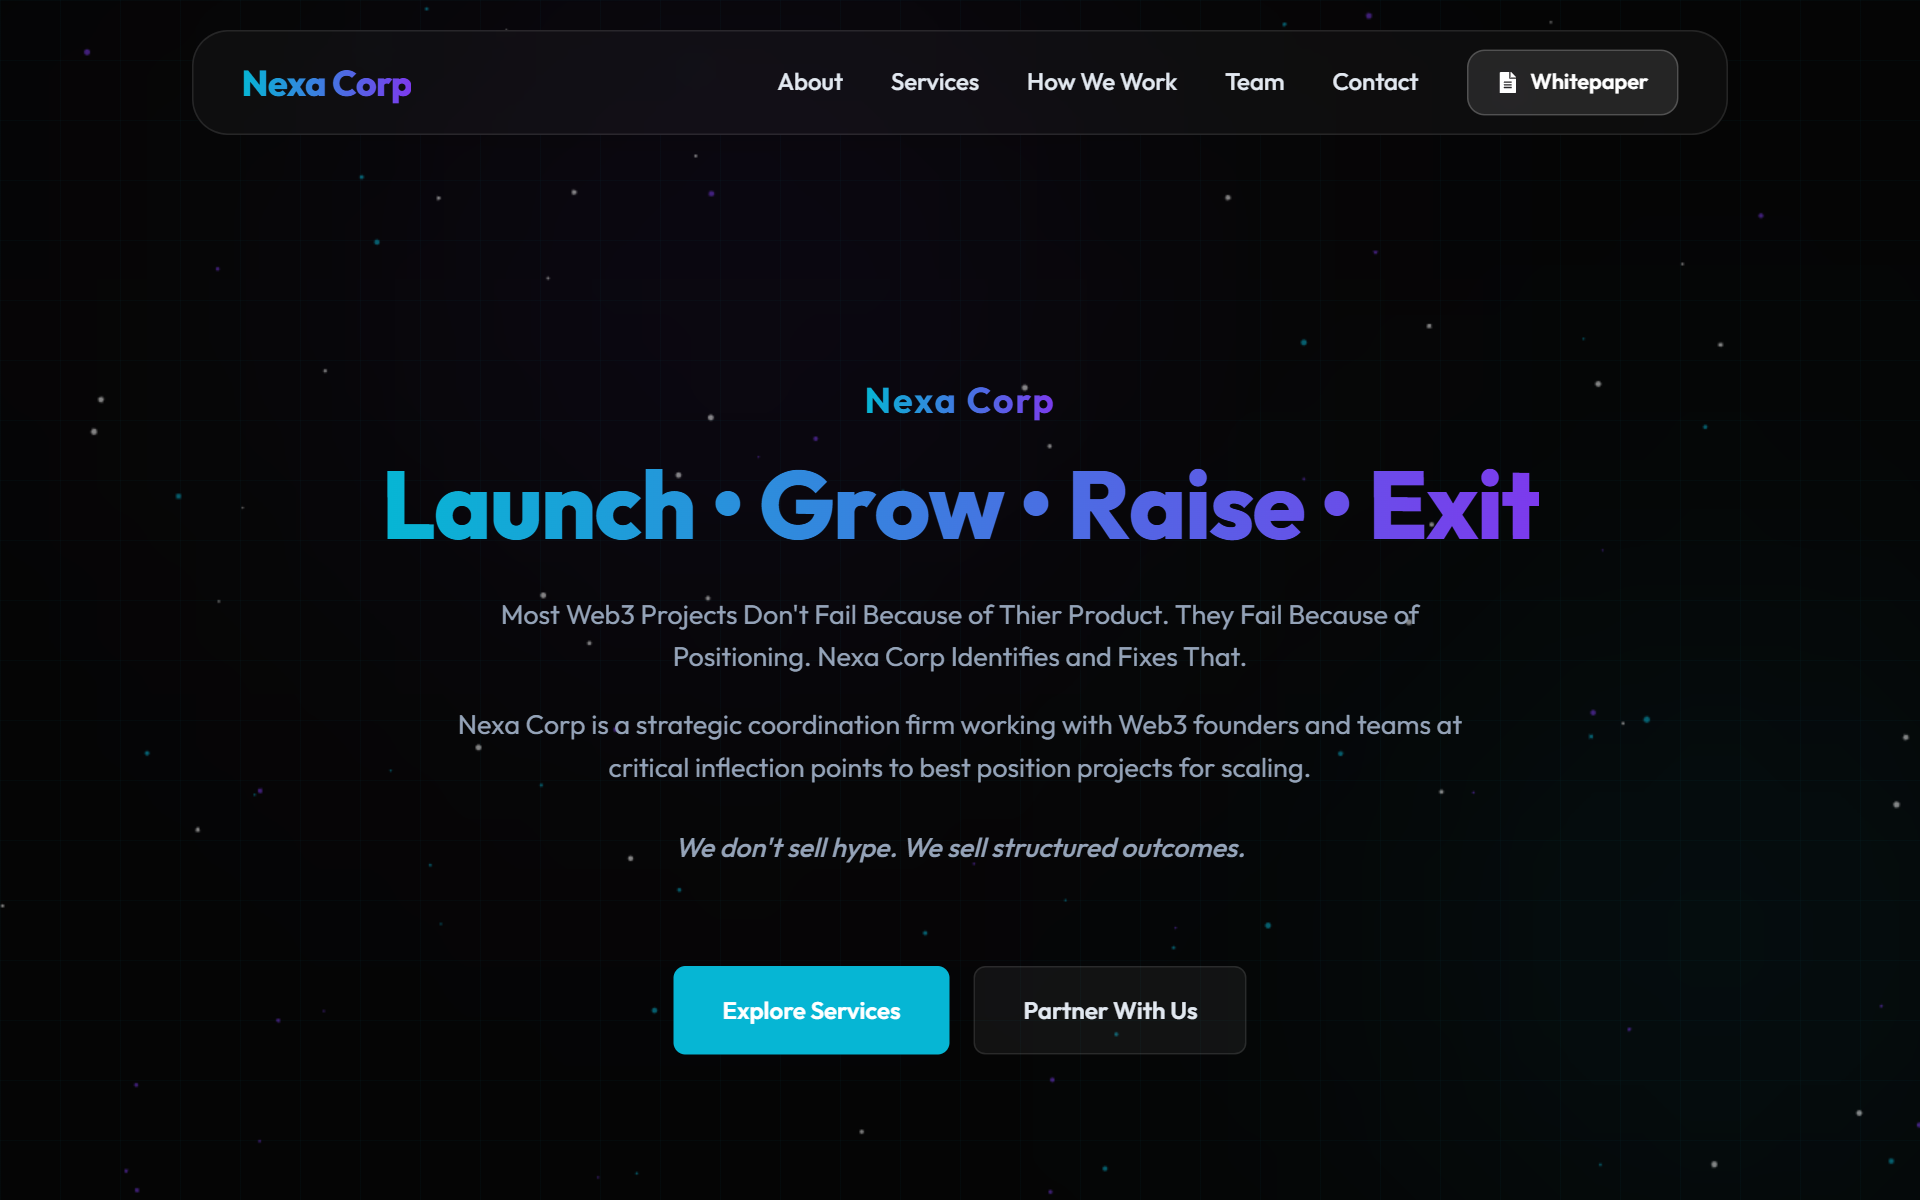 Nexa Corp
About
Services
How We Work
Team
Contact
Whitepaper
Nexa Corp
Launch • Grow • Raise • Exit
Most Web3 Projects Don't Fail Because of Thier Product. They Fail Because of
Positioning. Nexa Corp Identifies and Fixes That.
Nexa Corp is a strategic coordination firm working with Web3 founders and teams at
critical inflection points to best position projects for scaling.
We don't sell hype. We sell structured outcomes.
Explore Services
Partner With Us